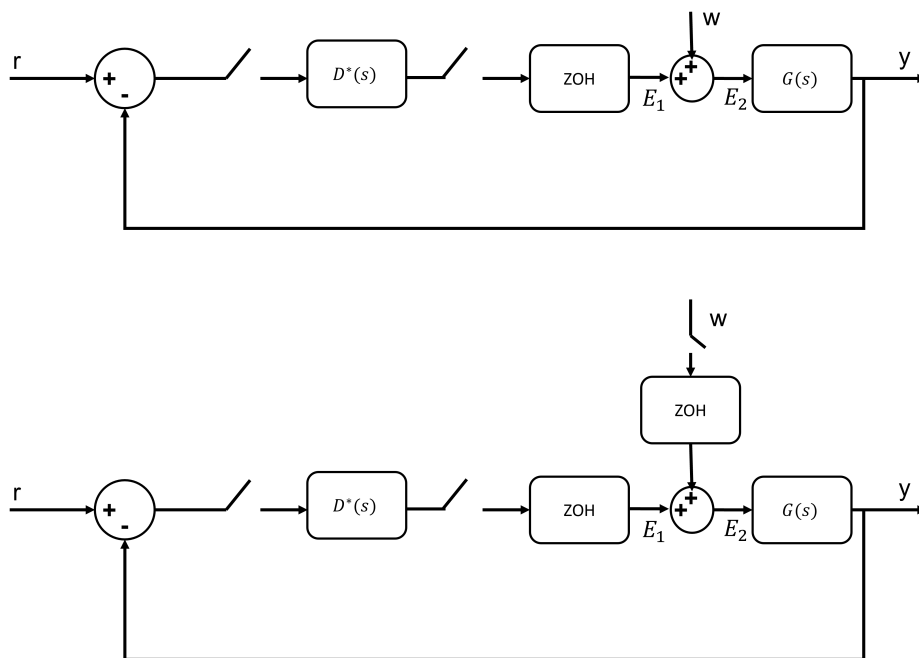 w
r
+
-
D*(s)
ZOH
E₁
+
+
E₂
G(s)
y
w
ZOH
r
+
-
D*(s)
ZOH
E₁
+
+
E₂
G(s)
y